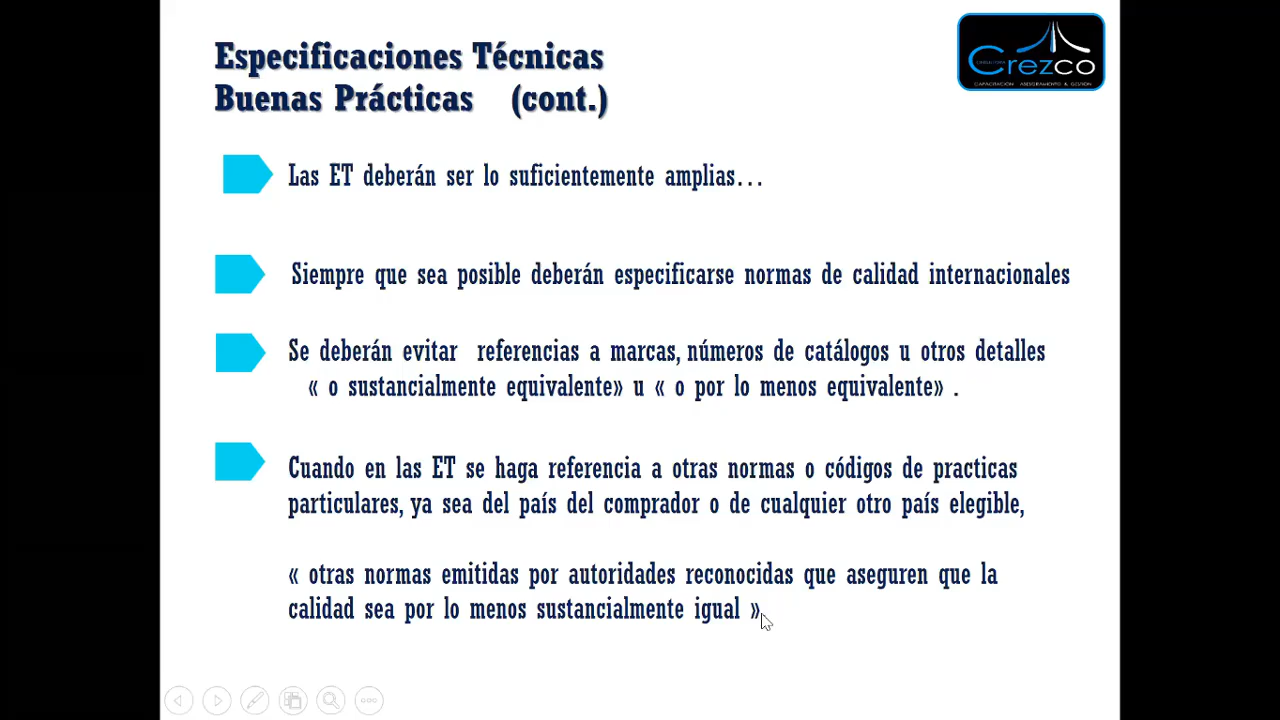 Especificaciones Técnicas
Buenas Prácticas (cont.)
Crezco
CAPACITACIÓN ASESORAMIENTO & GESTIÓN
Las ET deberán ser lo suficientemente amplias...
Siempre que sea posible deberán especificarse normas de calidad internacionales
Se deberán evitar referencias a marcas, números de catálogos u otros detalles
« o sustancialmente equivalente» u « o por lo menos equivalente» .
Cuando en las ET se haga referencia a otras normas o códigos de practicas
particulares, ya sea del país del comprador o de cualquier otro país elegible,
« otras normas emitidas por autoridades reconocidas que aseguren que la
calidad sea por lo menos sustancialmente igual »